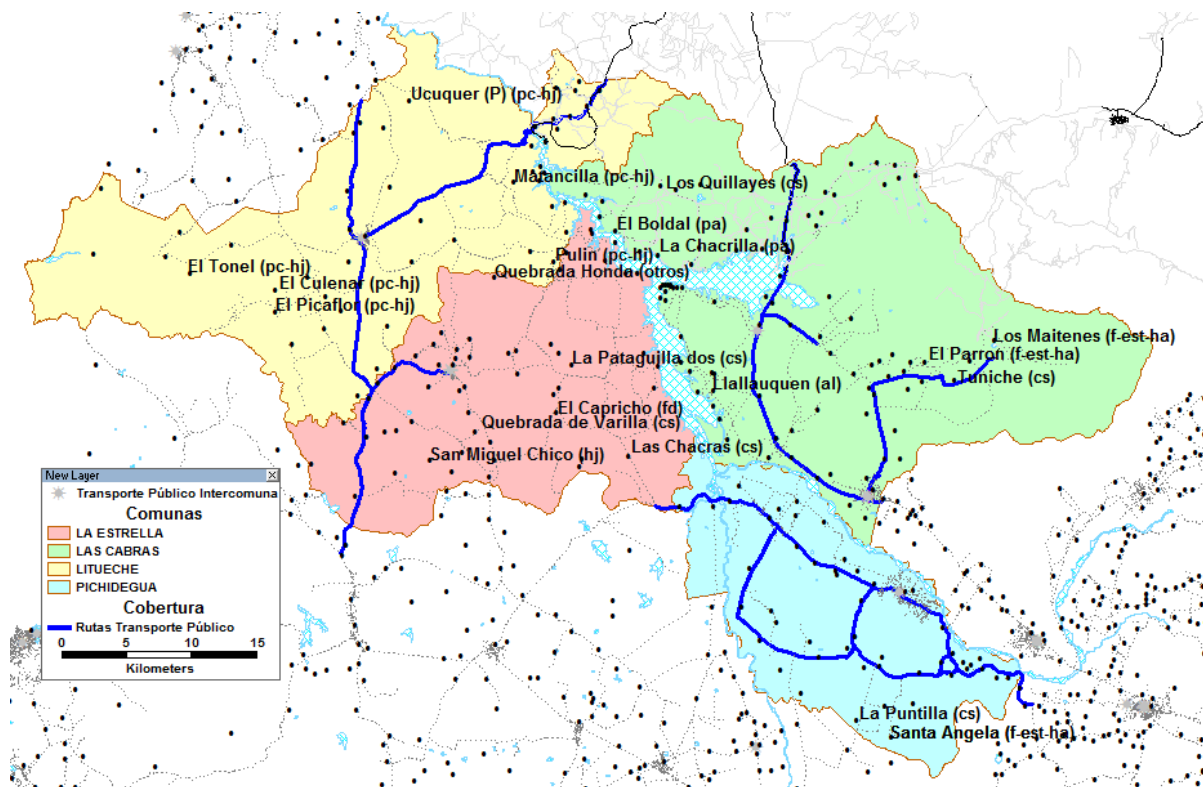 Ucuquer (P) (pc-hj)
Matancilla (pc-hj)
Los Quillayes (cs)
El Boldal (pa)
La Chacrilla (pa)
Pulin (pc-hj)
El Tonel (pc-hj)
Quebrada Honda (otros)
El Culenar (pc-hj)
El Picaflor (pc-hj)
Los Maitenes (f-est-ha)
La Pataguilla dos (cs)
El Parron (f-est-ha)
Llallauquen (al)
Tuniche (cs)
El Capricho (fd)
Quebrada de Varilla (cs)
San Miguel Chico (hj)
Las Chacras (cs)
New Layer
Transporte Público Intercomuna
Comunas
LA ESTRELLA
LAS CABRAS
LITUECHE
PICHIDEGUA
Cobertura
Rutas Transporte Público
0 5 10 15
Kilometers
La Puntilla (cs)
Santa Angela (f-est-ha)